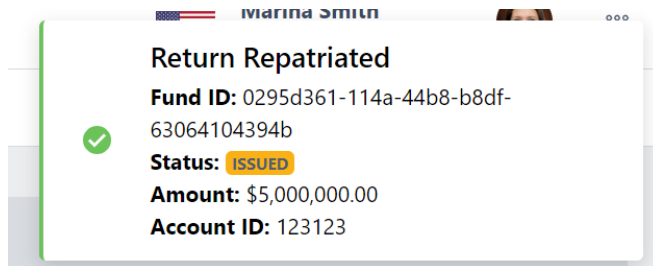 Marina Smith
Return Repatriated
Fund ID: 0295d361-114a-44b8-b8df-
63064104394b
Status: ISSUED
Amount: $5,000,000.00
Account ID: 123123